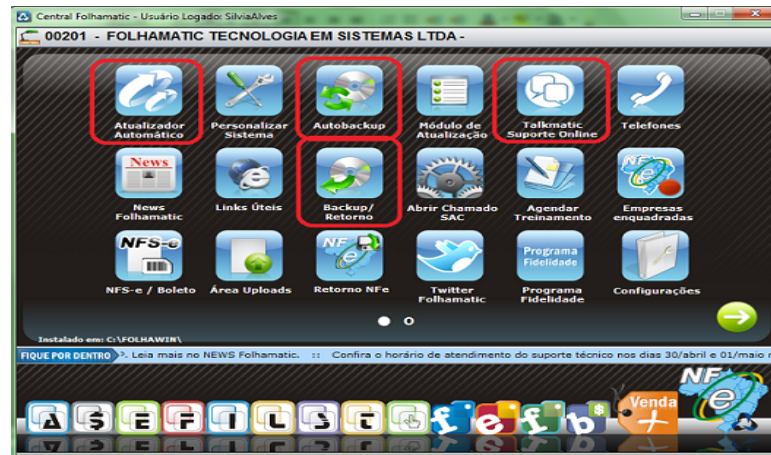 Central Folhamatic - Usuário Logado: SilviaAlves
00201 - FOLHAMATIC TECNOLOGIA EM SISTEMAS LTDA -
Atualizador Automático
Personalizar Sistema
Autobackup
Módulo de Atualização
Talkmatic Suporte Online
Telefones
News
News Folhamatic
Links Úteis
Backup/ Retorno
Abrir Chamado SAC
Agendar Treinamento
NF e
Empresas enquadradas
NFS-e
NFS-e / Boleto
Área Uploads
NF e
Retorno NFe
Twitter Folhamatic
Programa Fidelidade
Programa Fidelidade
Configurações
Instalado em: C:\FOLHAWIN\
FIQUE POR DENTRO
?. Leia mais no NEWS Folhamatic. :: Confira o horário de atendimento do suporte técnico nos dias 30/abril e 01/maio
A $ E F I L S T f e f b $
Venda +
NF e